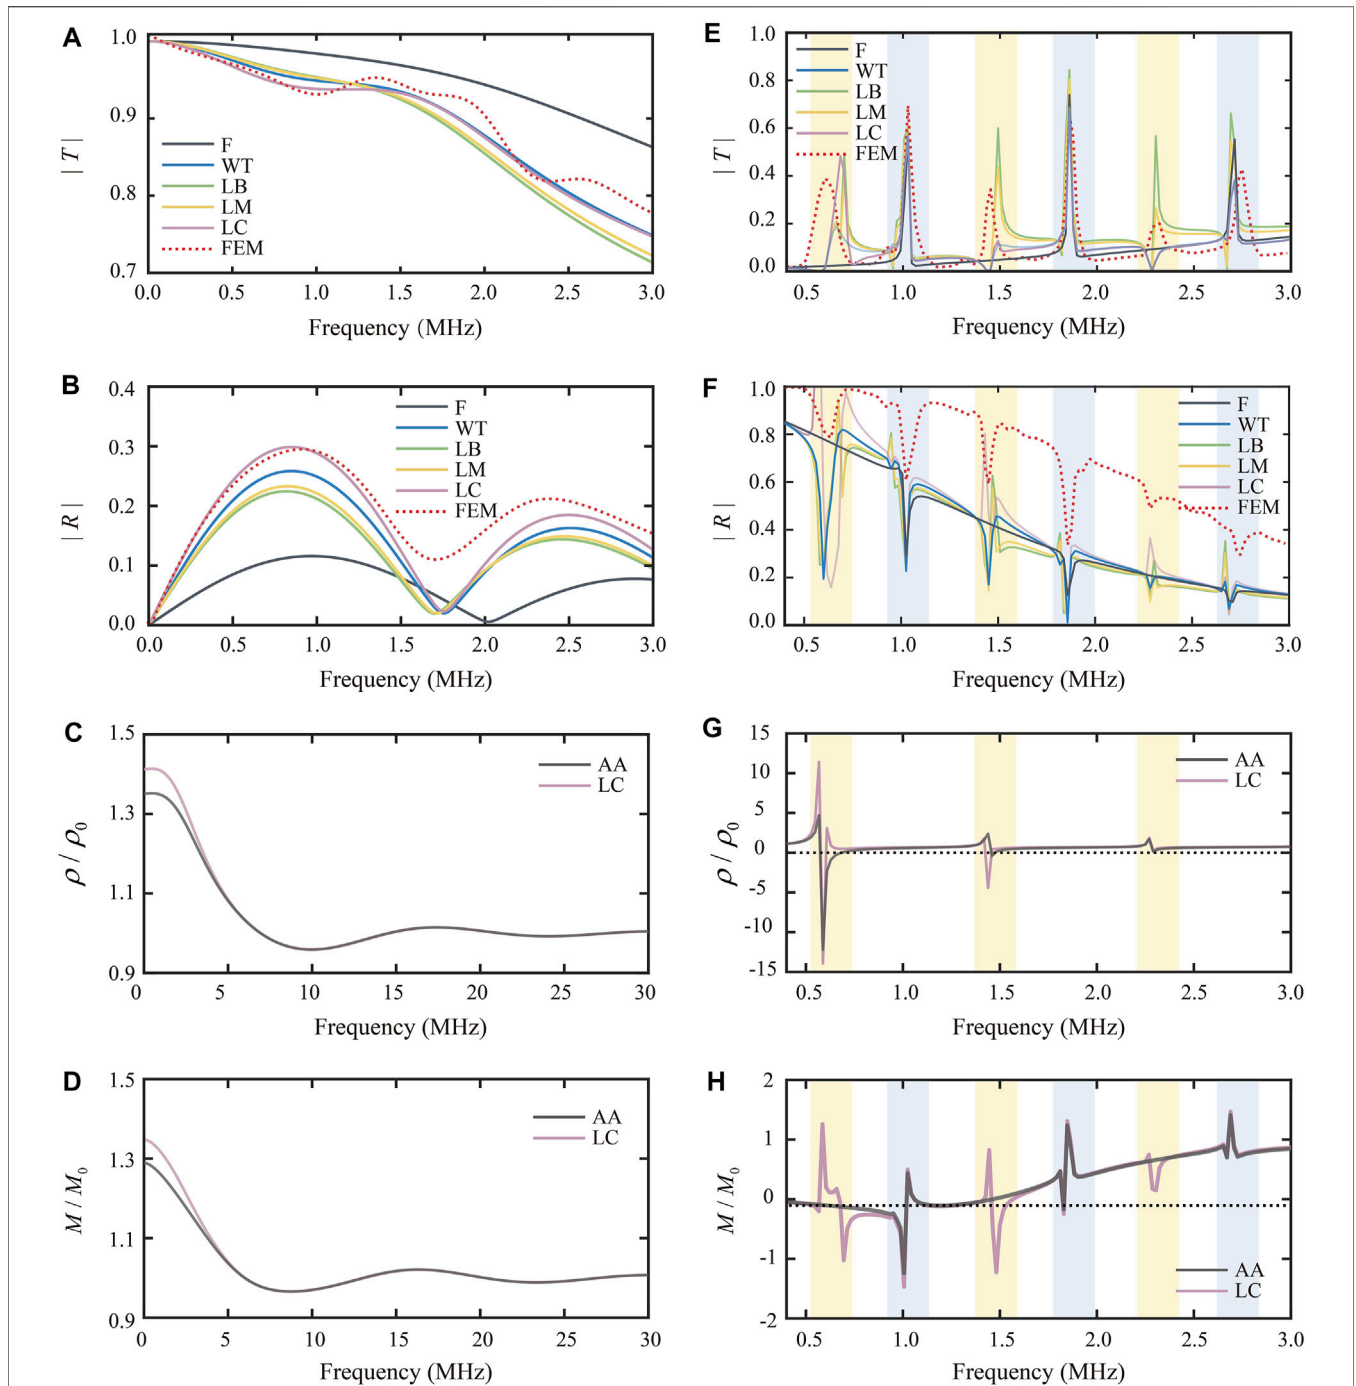 A
1.0
0.9
0.8
0.7
| T |
F
WT
LB
LM
LC
FEM
0.0 0.5 1.0 1.5 2.0 2.5 3.0
Frequency (MHz)
B
0.4
0.3
0.2
0.1
0.0
| R |
F
WT
LB
LM
LC
FEM
0.0 0.5 1.0 1.5 2.0 2.5 3.0
Frequency (MHz)
C
1.5
1.3
1.1
0.9
ρ / ρ0
AA
LC
0 5 10 15 20 25 30
Frequency (MHz)
D
1.5
1.3
1.1
0.9
M / M0
AA
LC
0 5 10 15 20 25 30
Frequency (MHz)
E
1.0
0.8
0.6
0.4
0.2
0.0
| T |
F
WT
LB
LM
LC
FEM
0.5 1.0 1.5 2.0 2.5 3.0
Frequency (MHz)
F
1.0
0.8
0.6
0.4
0.2
0.0
| R |
F
WT
LB
LM
LC
FEM
0.5 1.0 1.5 2.0 2.5 3.0
Frequency (MHz)
G
15
10
5
0
-5
-10
-15
ρ / ρ0
AA
LC
0.5 1.0 1.5 2.0 2.5 3.0
Frequency (MHz)
H
2
1
0
-1
-2
M / M0
AA
LC
0.5 1.0 1.5 2.0 2.5 3.0
Frequency (MHz)